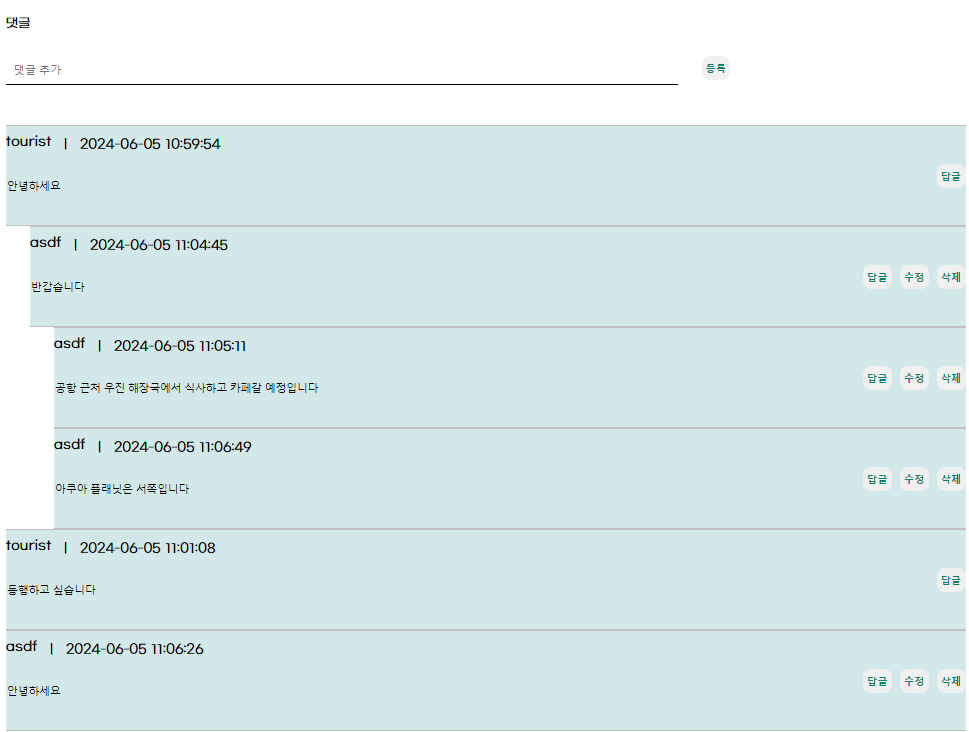 댓글
댓글 추가 등록
tourist | 2024-06-05 10:59:54
안녕하세요 답글
asdf | 2024-06-05 11:04:45
반갑습니다 답글 수정 삭제
asdf | 2024-06-05 11:05:11
공항 근처 우진 해장국에서 식사하고 카페갈 예정입니다 답글 수정 삭제
asdf | 2024-06-05 11:06:49
아쿠아 플래닛은 서쪽입니다 답글 수정 삭제
tourist | 2024-06-05 11:01:08
동행하고 싶습니다 답글
asdf | 2024-06-05 11:06:26
안녕하세요 답글 수정 삭제